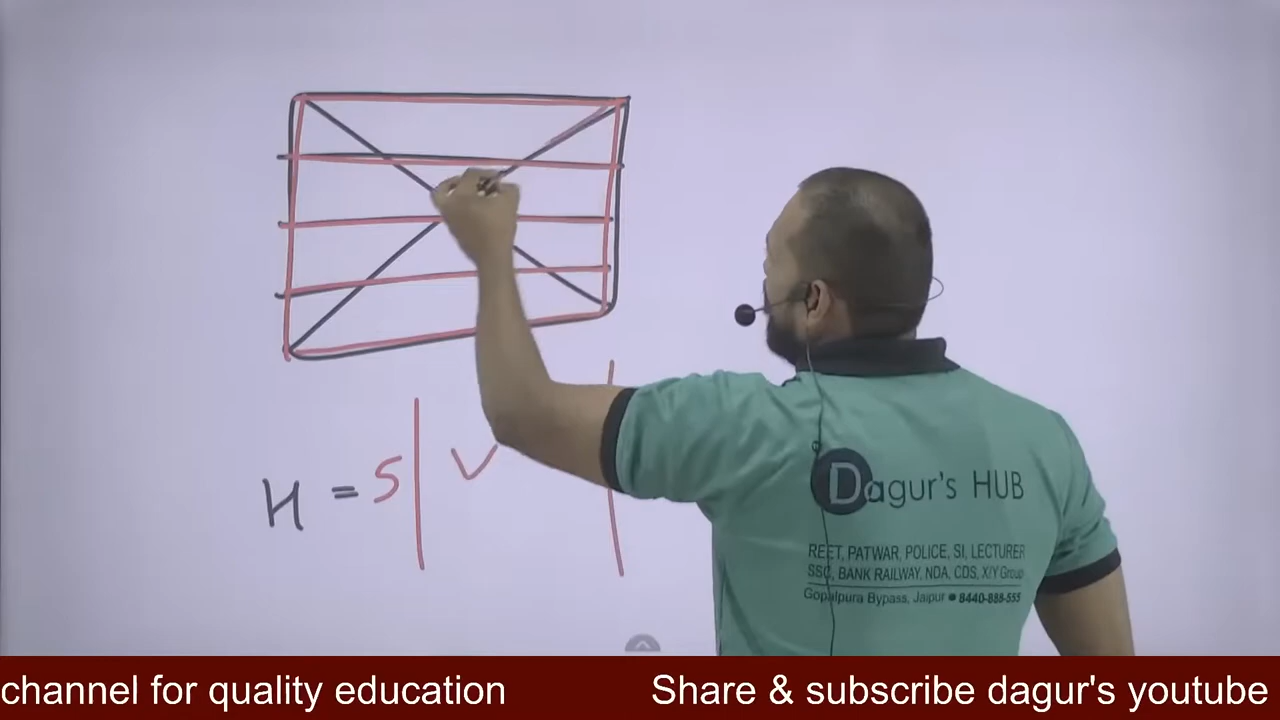 H = 5 V
Dagur's HUB
REET, PATWAR, POLICE, SI, LECTURER
SSC, BANK RAILWAY, NDA, CDS, X/Y Group
Gopalpura Bypass, Jaipur ● 8440-888-555
channel for quality education Share & subscribe dagur's youtube